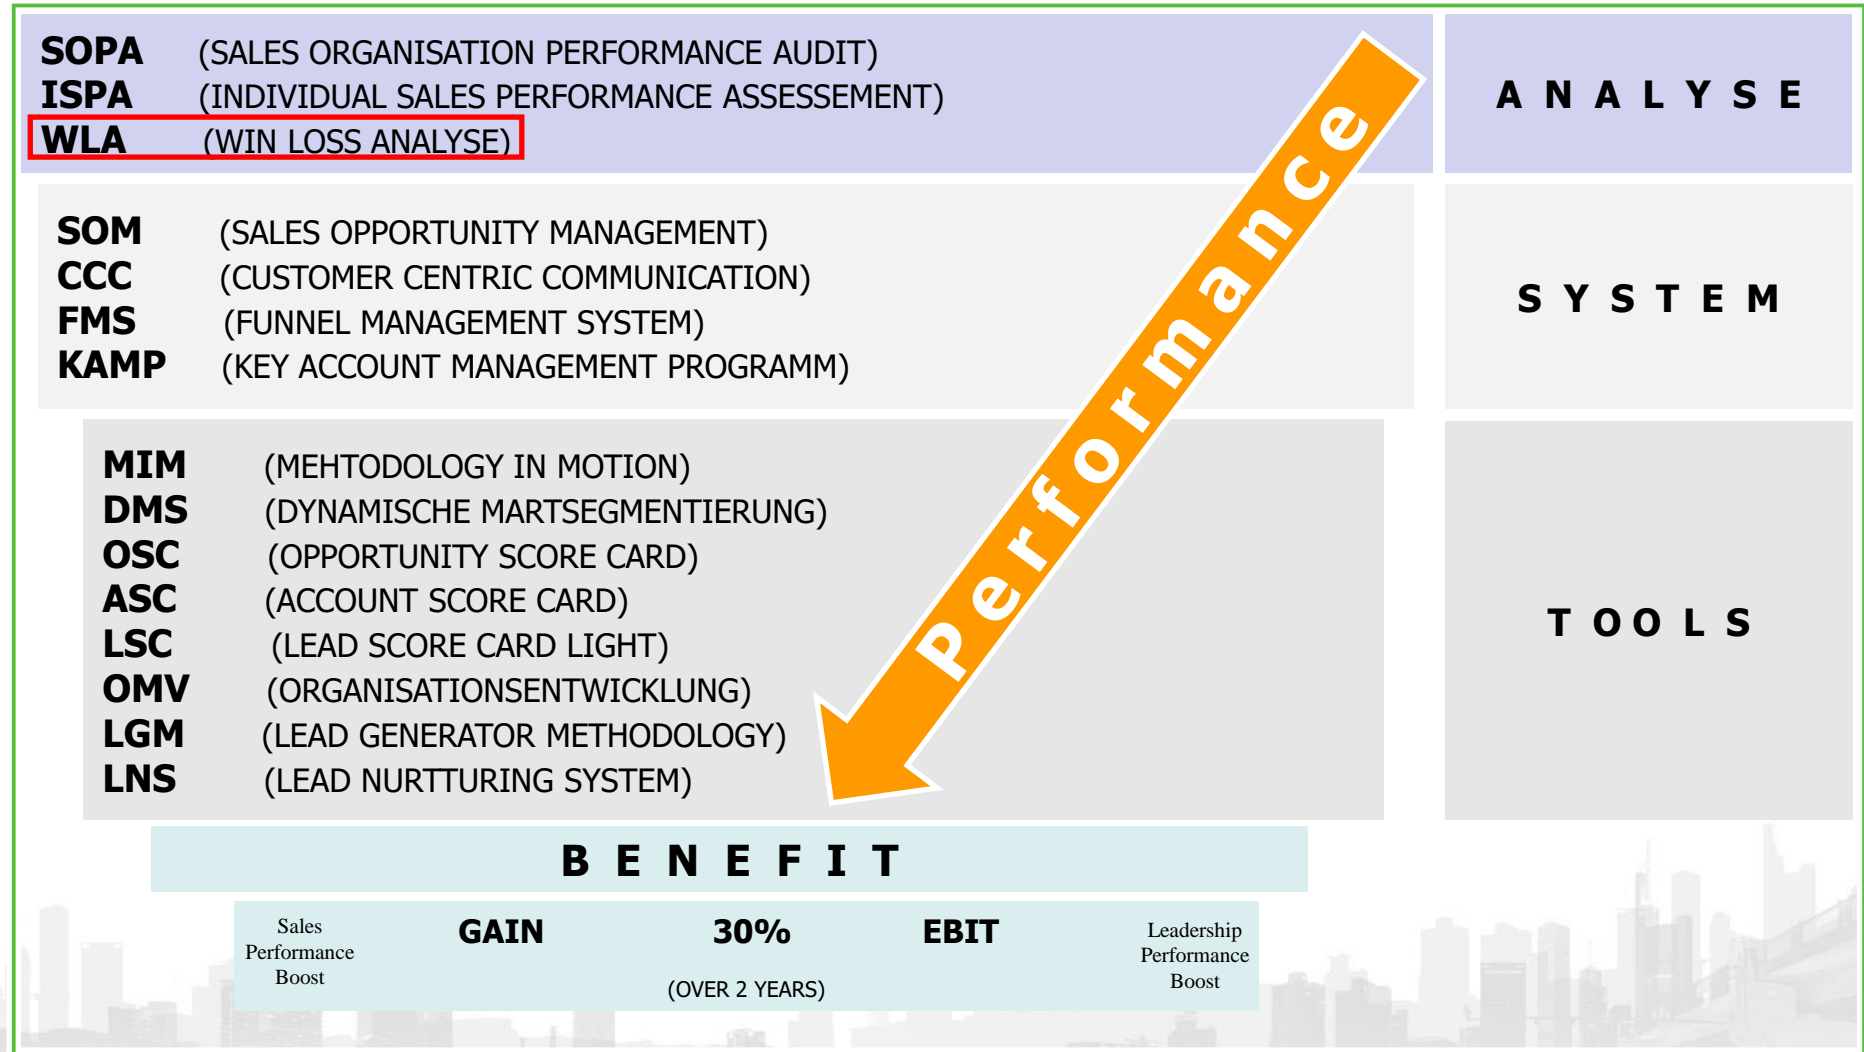 SOPA (SALES ORGANISATION PERFORMANCE AUDIT)
ISPA (INDIVIDUAL SALES PERFORMANCE ASSESSEMENT)
WLA (WIN LOSS ANALYSE)
ANALYSE
SOM (SALES OPPORTUNITY MANAGEMENT)
CCC (CUSTOMER CENTRIC COMMUNICATION)
FMS (FUNNEL MANAGEMENT SYSTEM)
KAMP (KEY ACCOUNT MANAGEMENT PROGRAMM)
SYSTEM
MIM (MEHTODOLOGY IN MOTION)
DMS (DYNAMISCHE MARTSEGMENTIERUNG)
OSC (OPPORTUNITY SCORE CARD)
ASC (ACCOUNT SCORE CARD)
LSC (LEAD SCORE CARD LIGHT)
OMV (ORGANISATIONSENTWICKLUNG)
LGM (LEAD GENERATOR METHODOLOGY)
LNS (LEAD NURTTURING SYSTEM)
TOOLS
Performance
BENEFIT
Sales
Performance
Boost
GAIN 30% EBIT
(OVER 2 YEARS)
Leadership
Performance
Boost